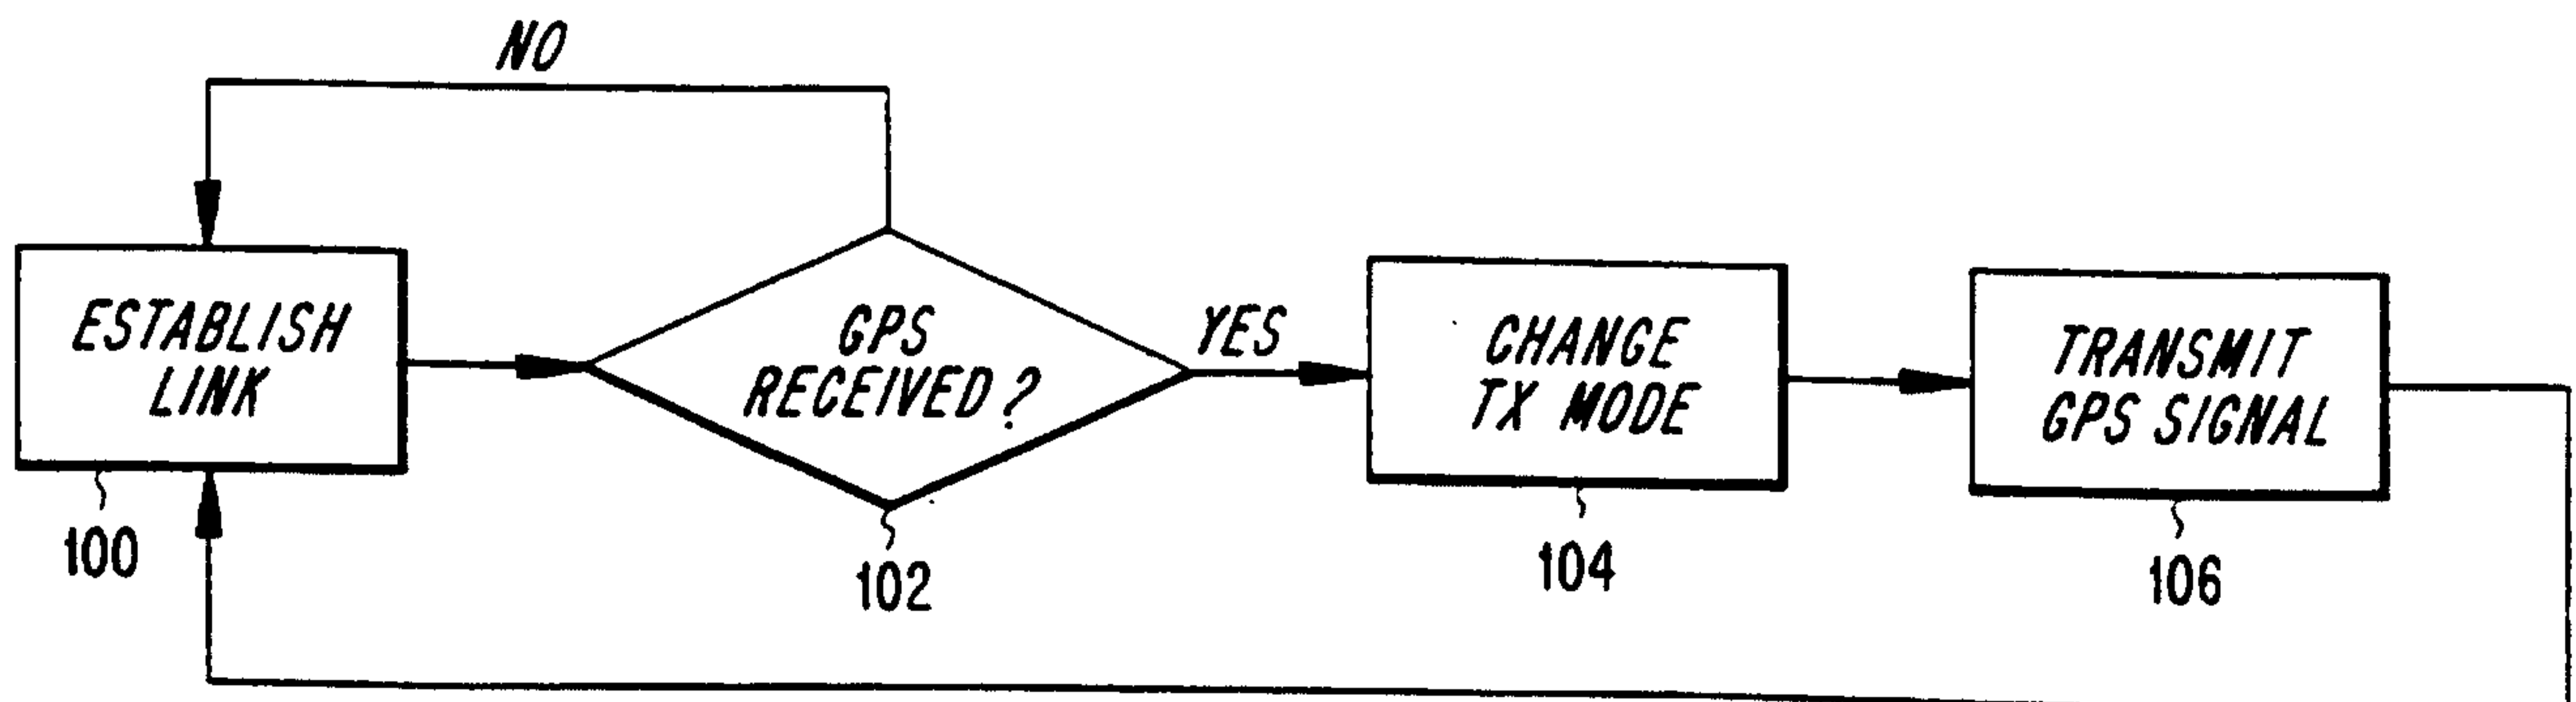 NO
ESTABLISH
LINK
100
GPS
RECEIVED?
102
YES
CHANGE
TX MODE
104
TRANSMIT
GPS SIGNAL
106